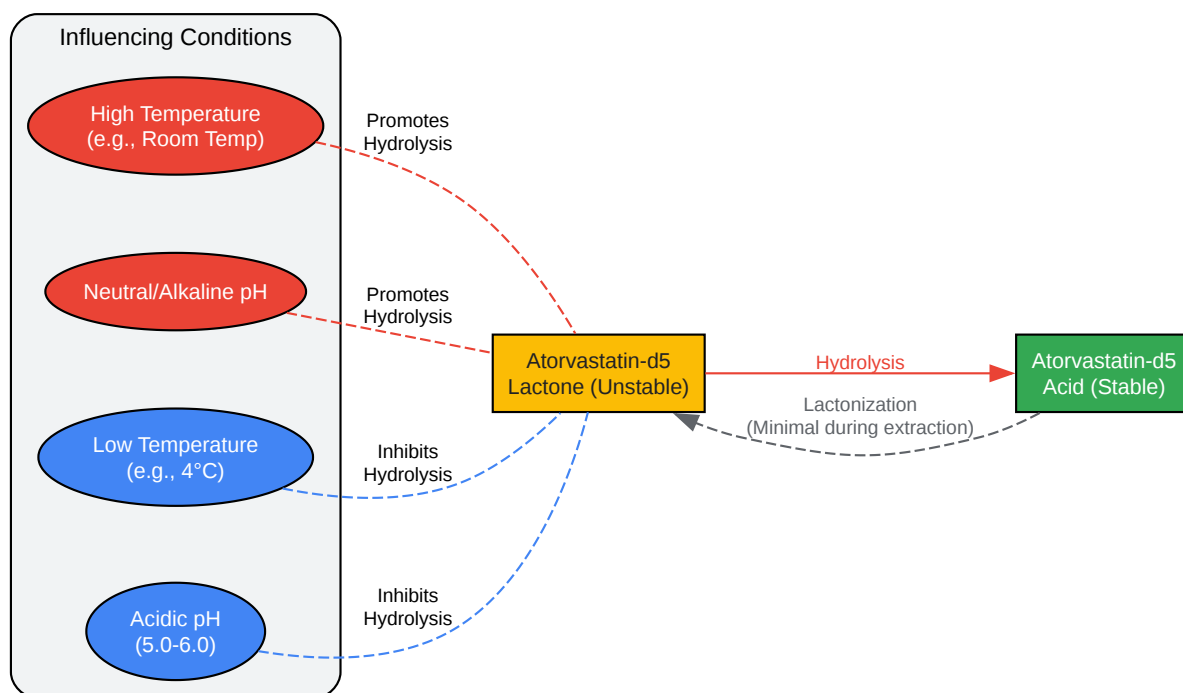 Influencing Conditions
High Temperature
(e.g., Room Temp)
Promotes
Hydrolysis
Neutral/Alkaline pH
Promotes
Hydrolysis
Atorvastatin-d5
Lactone (Unstable)
Hydrolysis
Atorvastatin-d5
Acid (Stable)
Lactonization
(Minimal during extraction)
Low Temperature
(e.g., 4°C)
Inhibits
Hydrolysis
Acidic pH
(5.0-6.0)
Inhibits
Hydrolysis